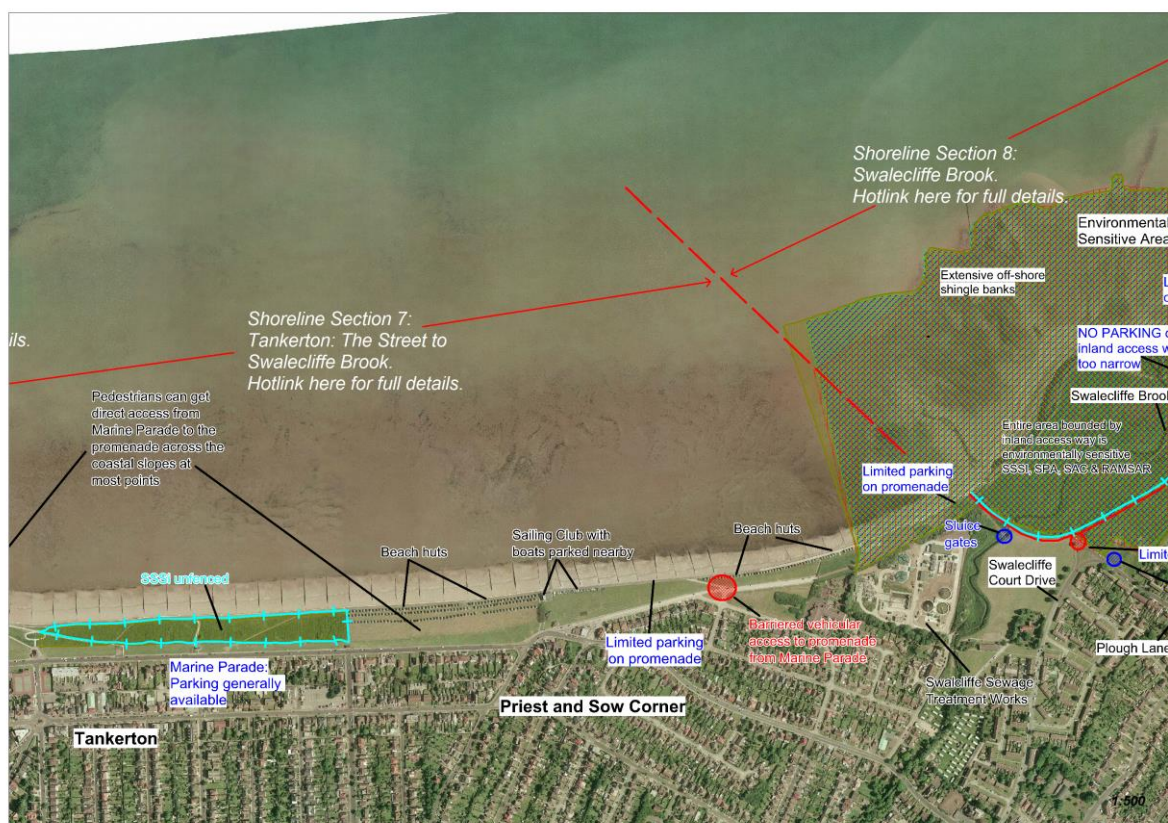 Shoreline Section 8:
Swalecliffe Brook.
Hotlink here for full details.
Environmental
Sensitive Area
Extensive off-shore
shingle banks
Shoreline Section 7:
Tankerton: The Street to
Swalecliffe Brook.
Hotlink here for full details.
ils.
L
NO PARKING
inland access w
too narrow
Pedestrians can get
direct access from
Marine Parade to the
promenade across the
coastal slopes at
most points
Swalecliffe Brook
Entire area bounded by
inland access way is
environmentally sensitive
SSSI, SPA, SAC & RAMSAR
Limited parking
on promenade
Sluice
gates
Beach huts
Sailing Club with
boats parked nearby
Beach huts
Limite
SSSI unfenced
Swalecliffe
Court Drive
Barriered vehicular
access to promenade
from Marine Parade
Limited parking
on promenade
Plough Lane
Marine Parade:
Parking generally
available
Swalcliffe Sewage
Treatment Works
Priest and Sow Corner
Tankerton
1:500